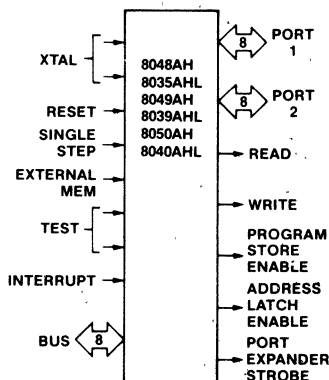 XTAL
RESET
SINGLE
STEP
EXTERNAL
MEM
TEST
INTERRUPT
BUS
8
8048AH
8035AHL
8049AH
8039AHL
8050AH
8040AHL
8
PORT
1
8
PORT
2
READ
WRITE
PROGRAM
STORE
ENABLE
ADDRESS
LATCH
ENABLE
PORT
EXPANDER
STROBE